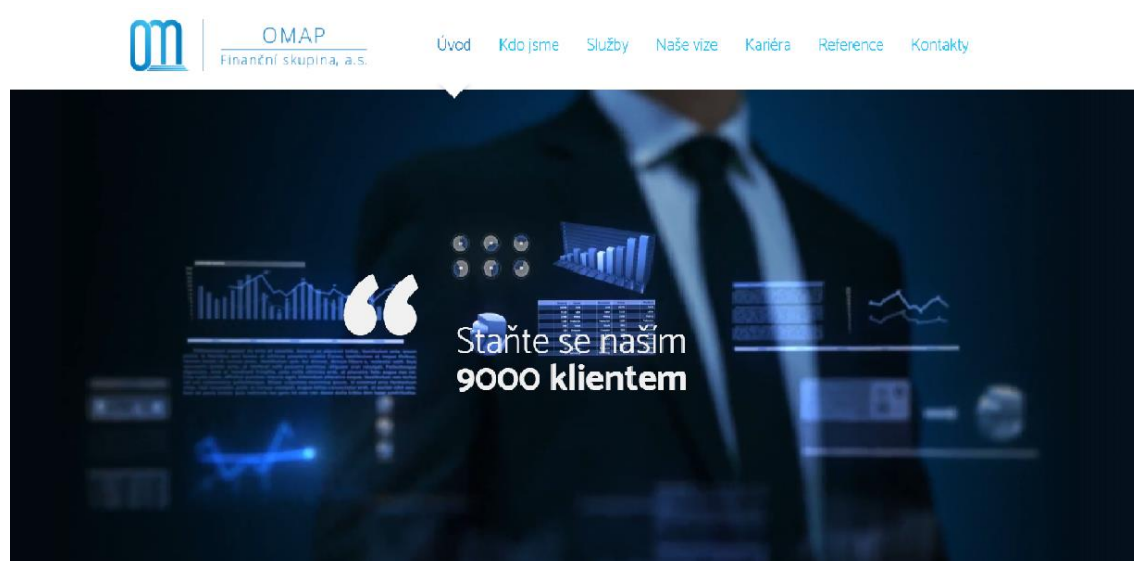 OMAP
Finanční skupina, a.s.
Úvod Kdo jsme Služby Naše vize Kariéra Reference Kontakty
“
Staňte se naším
9000 klientem